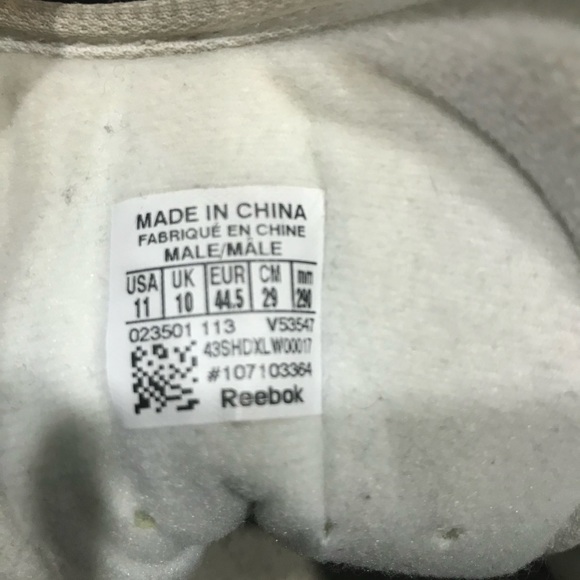 MADE IN CHINA
FABRIQUÉ EN CHINE
MALE/MÂLE
USA UK EUR CM mm
11 10 44.5 29 290
023501 113 V53547
43SHDXLW00017
#107103364
Reebok